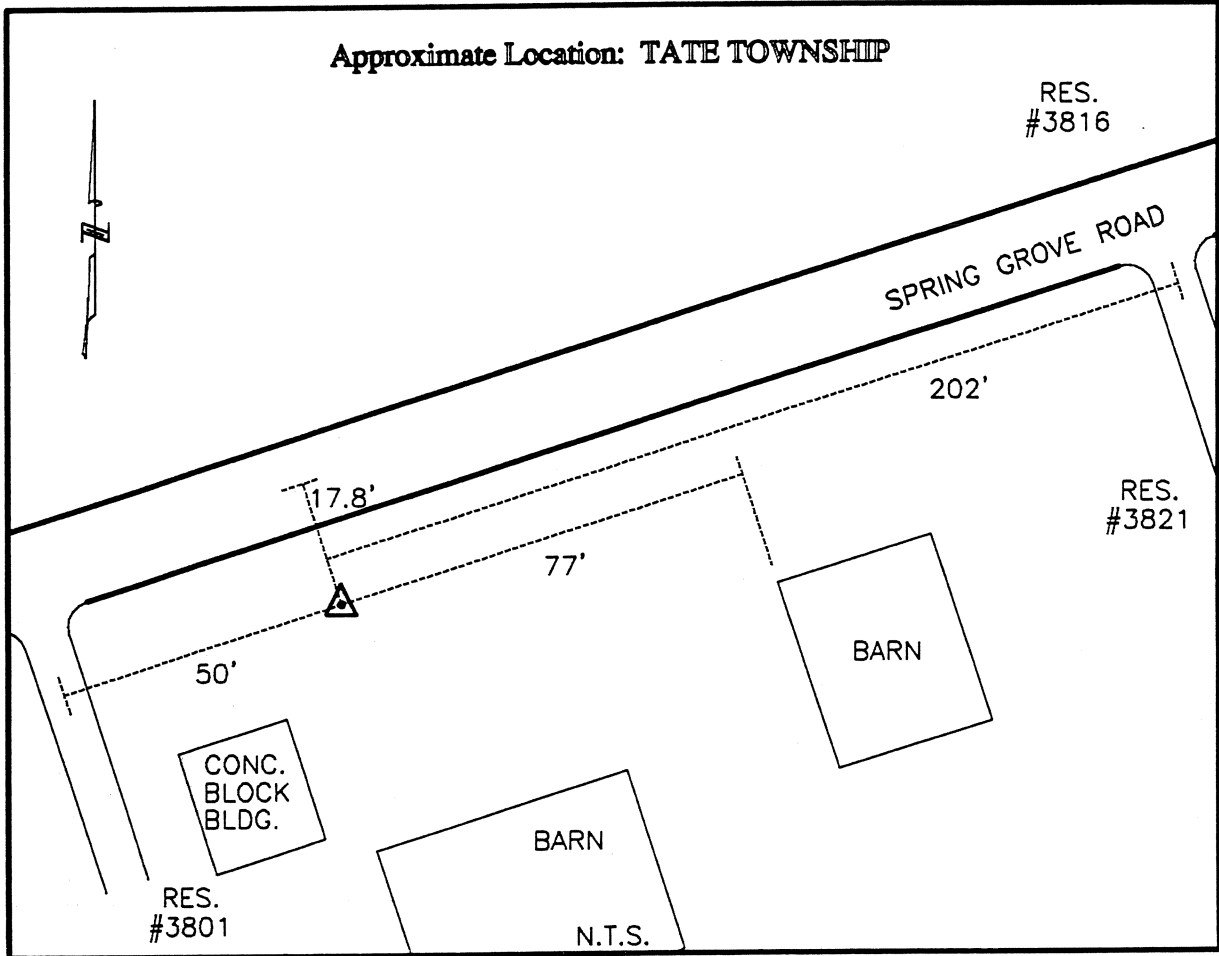 Approximate Location: TATE TOWNSHIP
RES.
#3816
N
SPRING GROVE ROAD
202'
17.8'
RES.
#3821
77'
BARN
50'
CONC.
BLOCK
BLDG.
BARN
RES.
#3801
N.T.S.